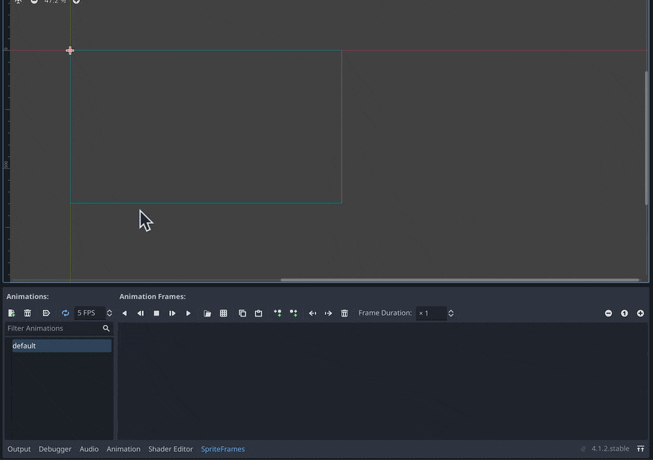 47.2 %
0
Animations:
Animation Frames:
5 FPS
Frame Duration:
× 1
Filter Animations
default
Output
Debugger
Audio
Animation
Shader Editor
SpriteFrames
4.1.2.stable